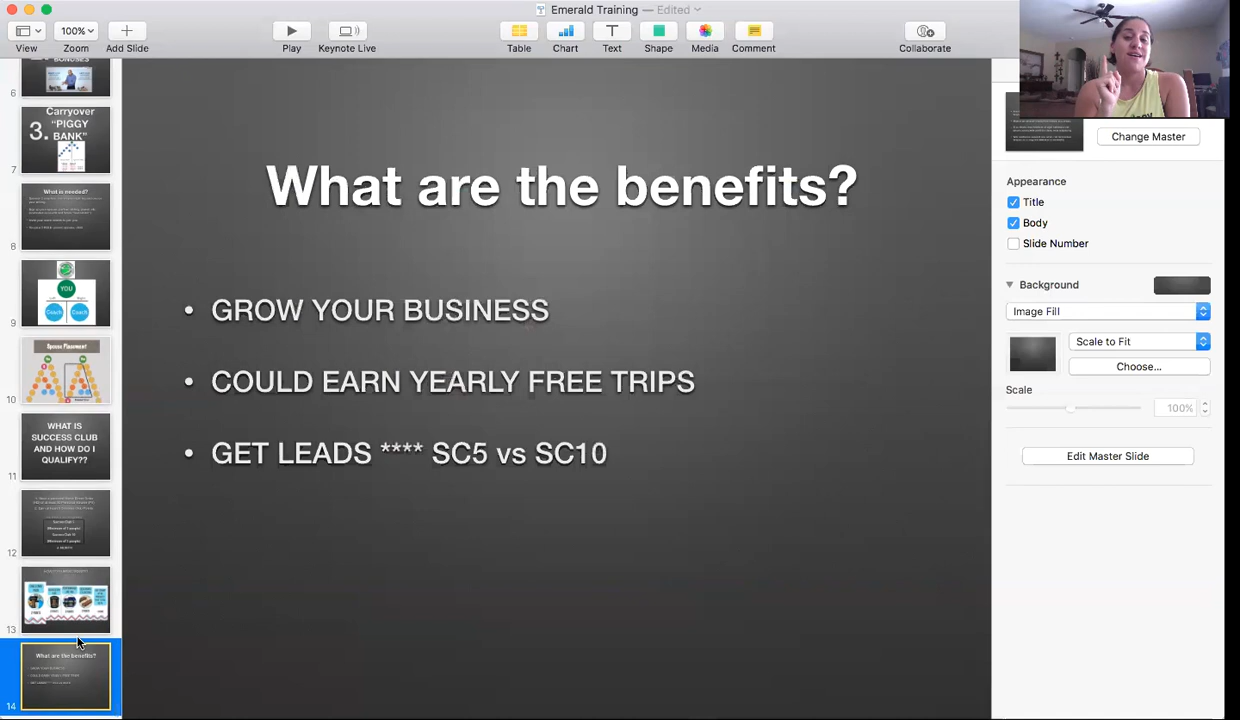 Emerald Training — Edited
View
100%
Zoom
Add Slide
Play
Keynote Live
Table
Chart
Text
Shape
Media
Comment
Collaborate
BONUSES
6
Carryover
3. "PIGGY
BANK"
7
What is needed?
8
YOU
Coach Coach
9
Spouse Placement
10
WHAT IS
SUCCESS CLUB
AND HOW DO I
QUALIFY??
11
12
13
What are the benefits?
14
What are the benefits?
• GROW YOUR BUSINESS
• COULD EARN YEARLY FREE TRIPS
• GET LEADS **** SC5 vs SC10
Change Master
Appearance
Title
Body
Slide Number
Background
Image Fill
Scale to Fit
Choose...
Scale
100%
Edit Master Slide